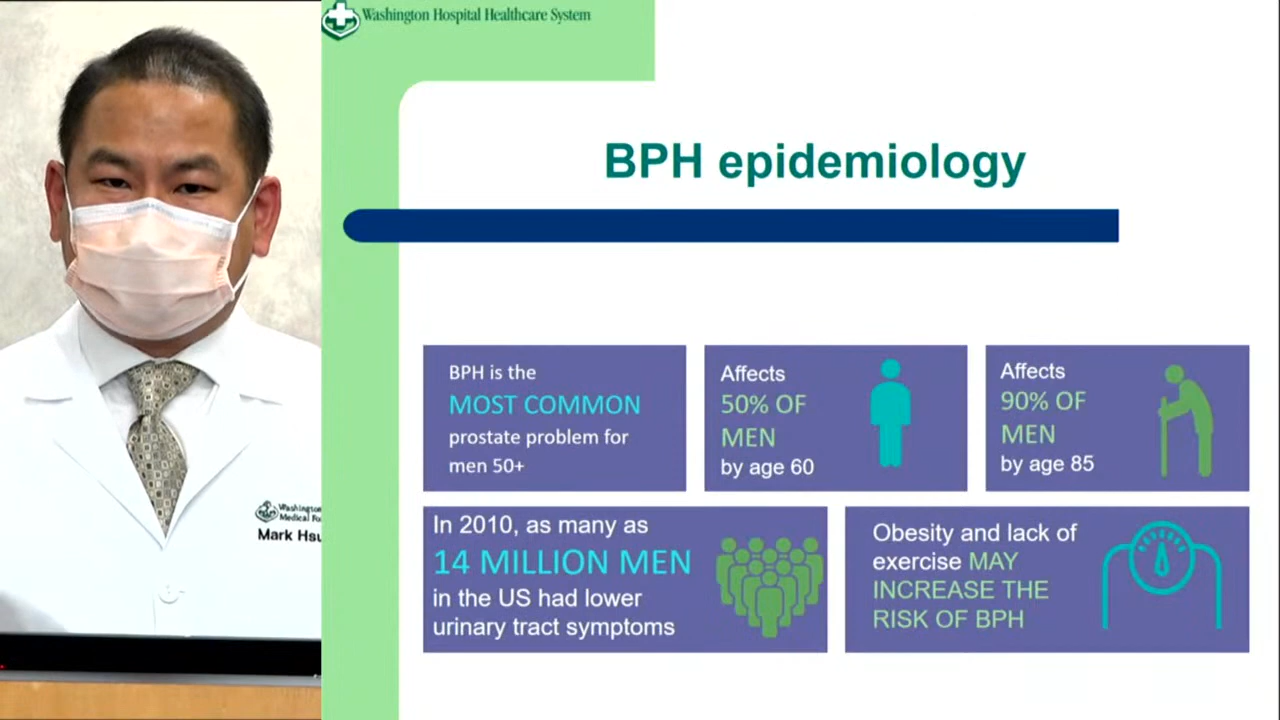 Washington Hospital Healthcare System
BPH epidemiology
BPH is the
MOST COMMON
prostate problem for
men 50+
Affects
50% OF
MEN
by age 60
Affects
90% OF
MEN
by age 85
In 2010, as many as
14 MILLION MEN
in the US had lower
urinary tract symptoms
Obesity and lack of
exercise MAY
INCREASE THE
RISK OF BPH
Washington
Medical
Mark Hsu